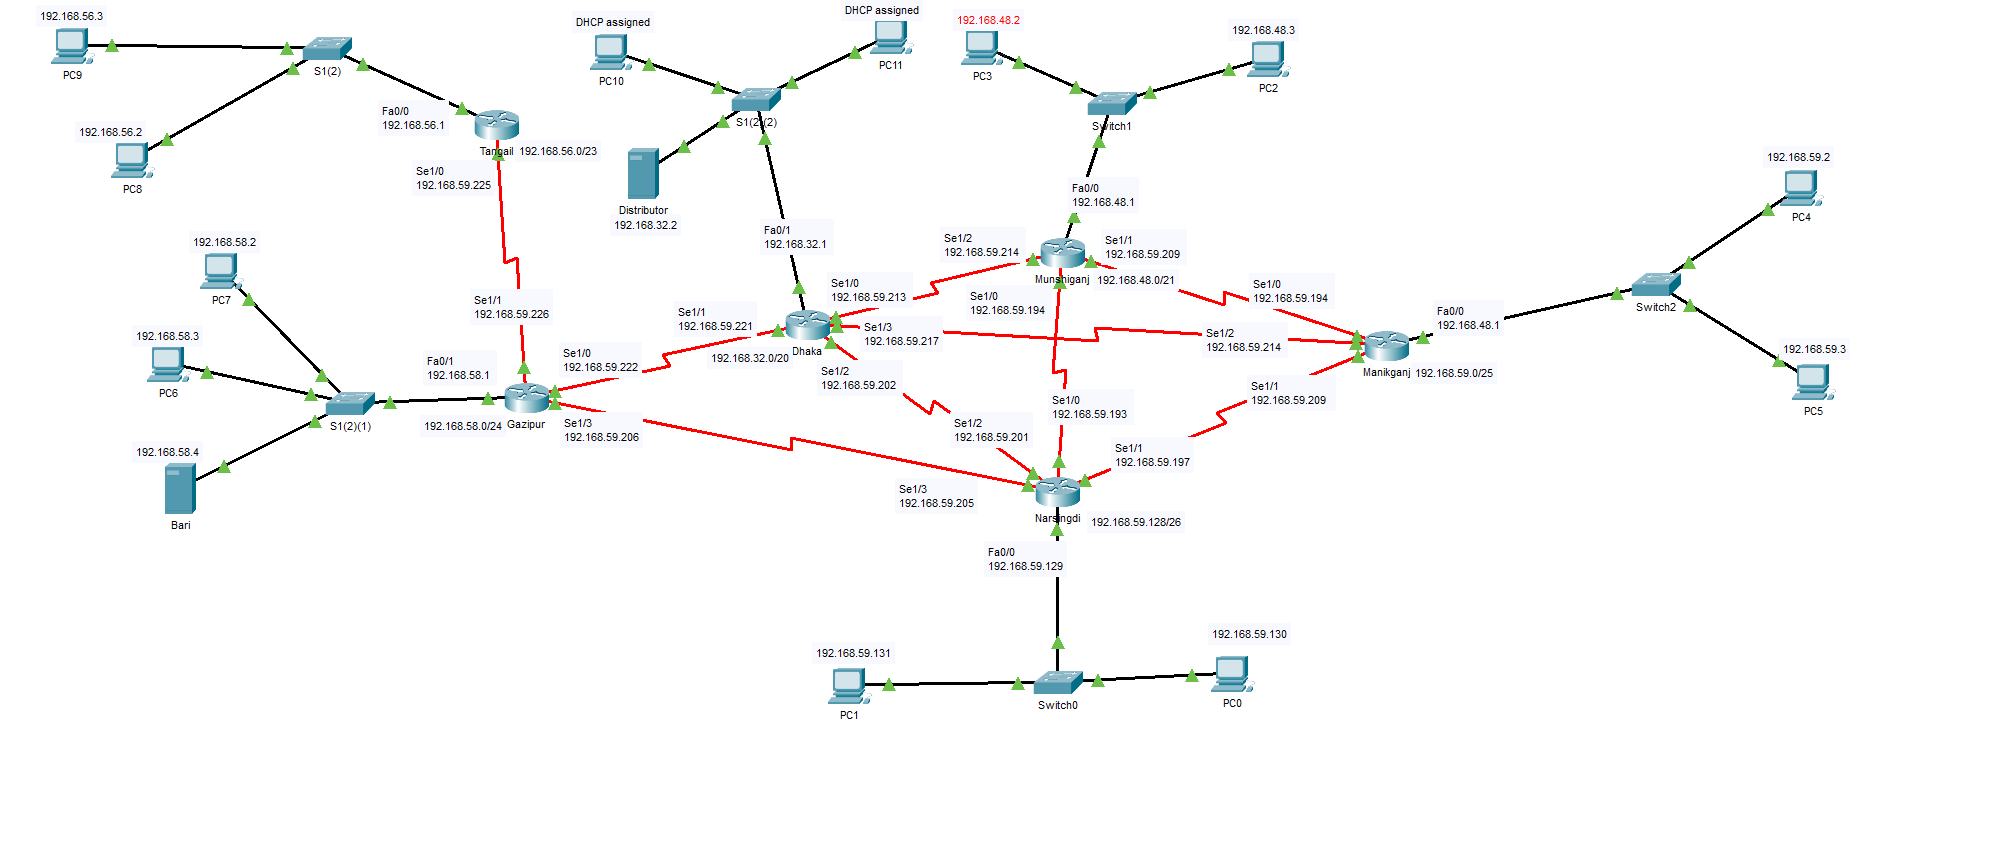 192.168.56.3
PC9
S1(2)
192.168.56.2
PC8
Fa0/0
192.168.56.1
Tangail
192.168.56.0/23
Se1/0
192.168.59.225
DHCP assigned
PC10
DHCP assigned
PC11
S1(2)(2)
Distributor
192.168.32.2
Fa0/1
192.168.32.1
192.168.48.2
PC3
192.168.48.3
PC2
Switch1
Fa0/0
192.168.48.1
Se1/2
192.168.59.214
Munshiganj
Se1/1
192.168.59.209
192.168.48.0/21
Se1/0
192.168.59.194
Se1/0
192.168.59.194
192.168.59.2
PC4
Switch2
Fa0/0
192.168.48.1
Manikganj
192.168.59.0/25
192.168.59.3
PC5
192.168.58.2
PC7
192.168.58.3
PC6
S1(2)(1)
192.168.58.4
Bari
Se1/1
192.168.59.226
Fa0/1
192.168.58.1
192.168.58.0/24
Gazipur
Se1/0
192.168.59.222
Se1/3
192.168.59.206
Se1/1
192.168.59.221
192.168.32.0/20
Dhaka
Se1/0
192.168.59.213
Se1/3
192.168.59.217
Se1/2
192.168.59.202
Se1/2
192.168.59.214
Se1/1
192.168.59.209
Se1/0
192.168.59.193
Se1/2
192.168.59.201
Se1/1
192.168.59.197
Se1/3
192.168.59.205
Narsingdi
192.168.59.128/26
Fa0/0
192.168.59.129
192.168.59.131
PC1
Switch0
192.168.59.130
PC0